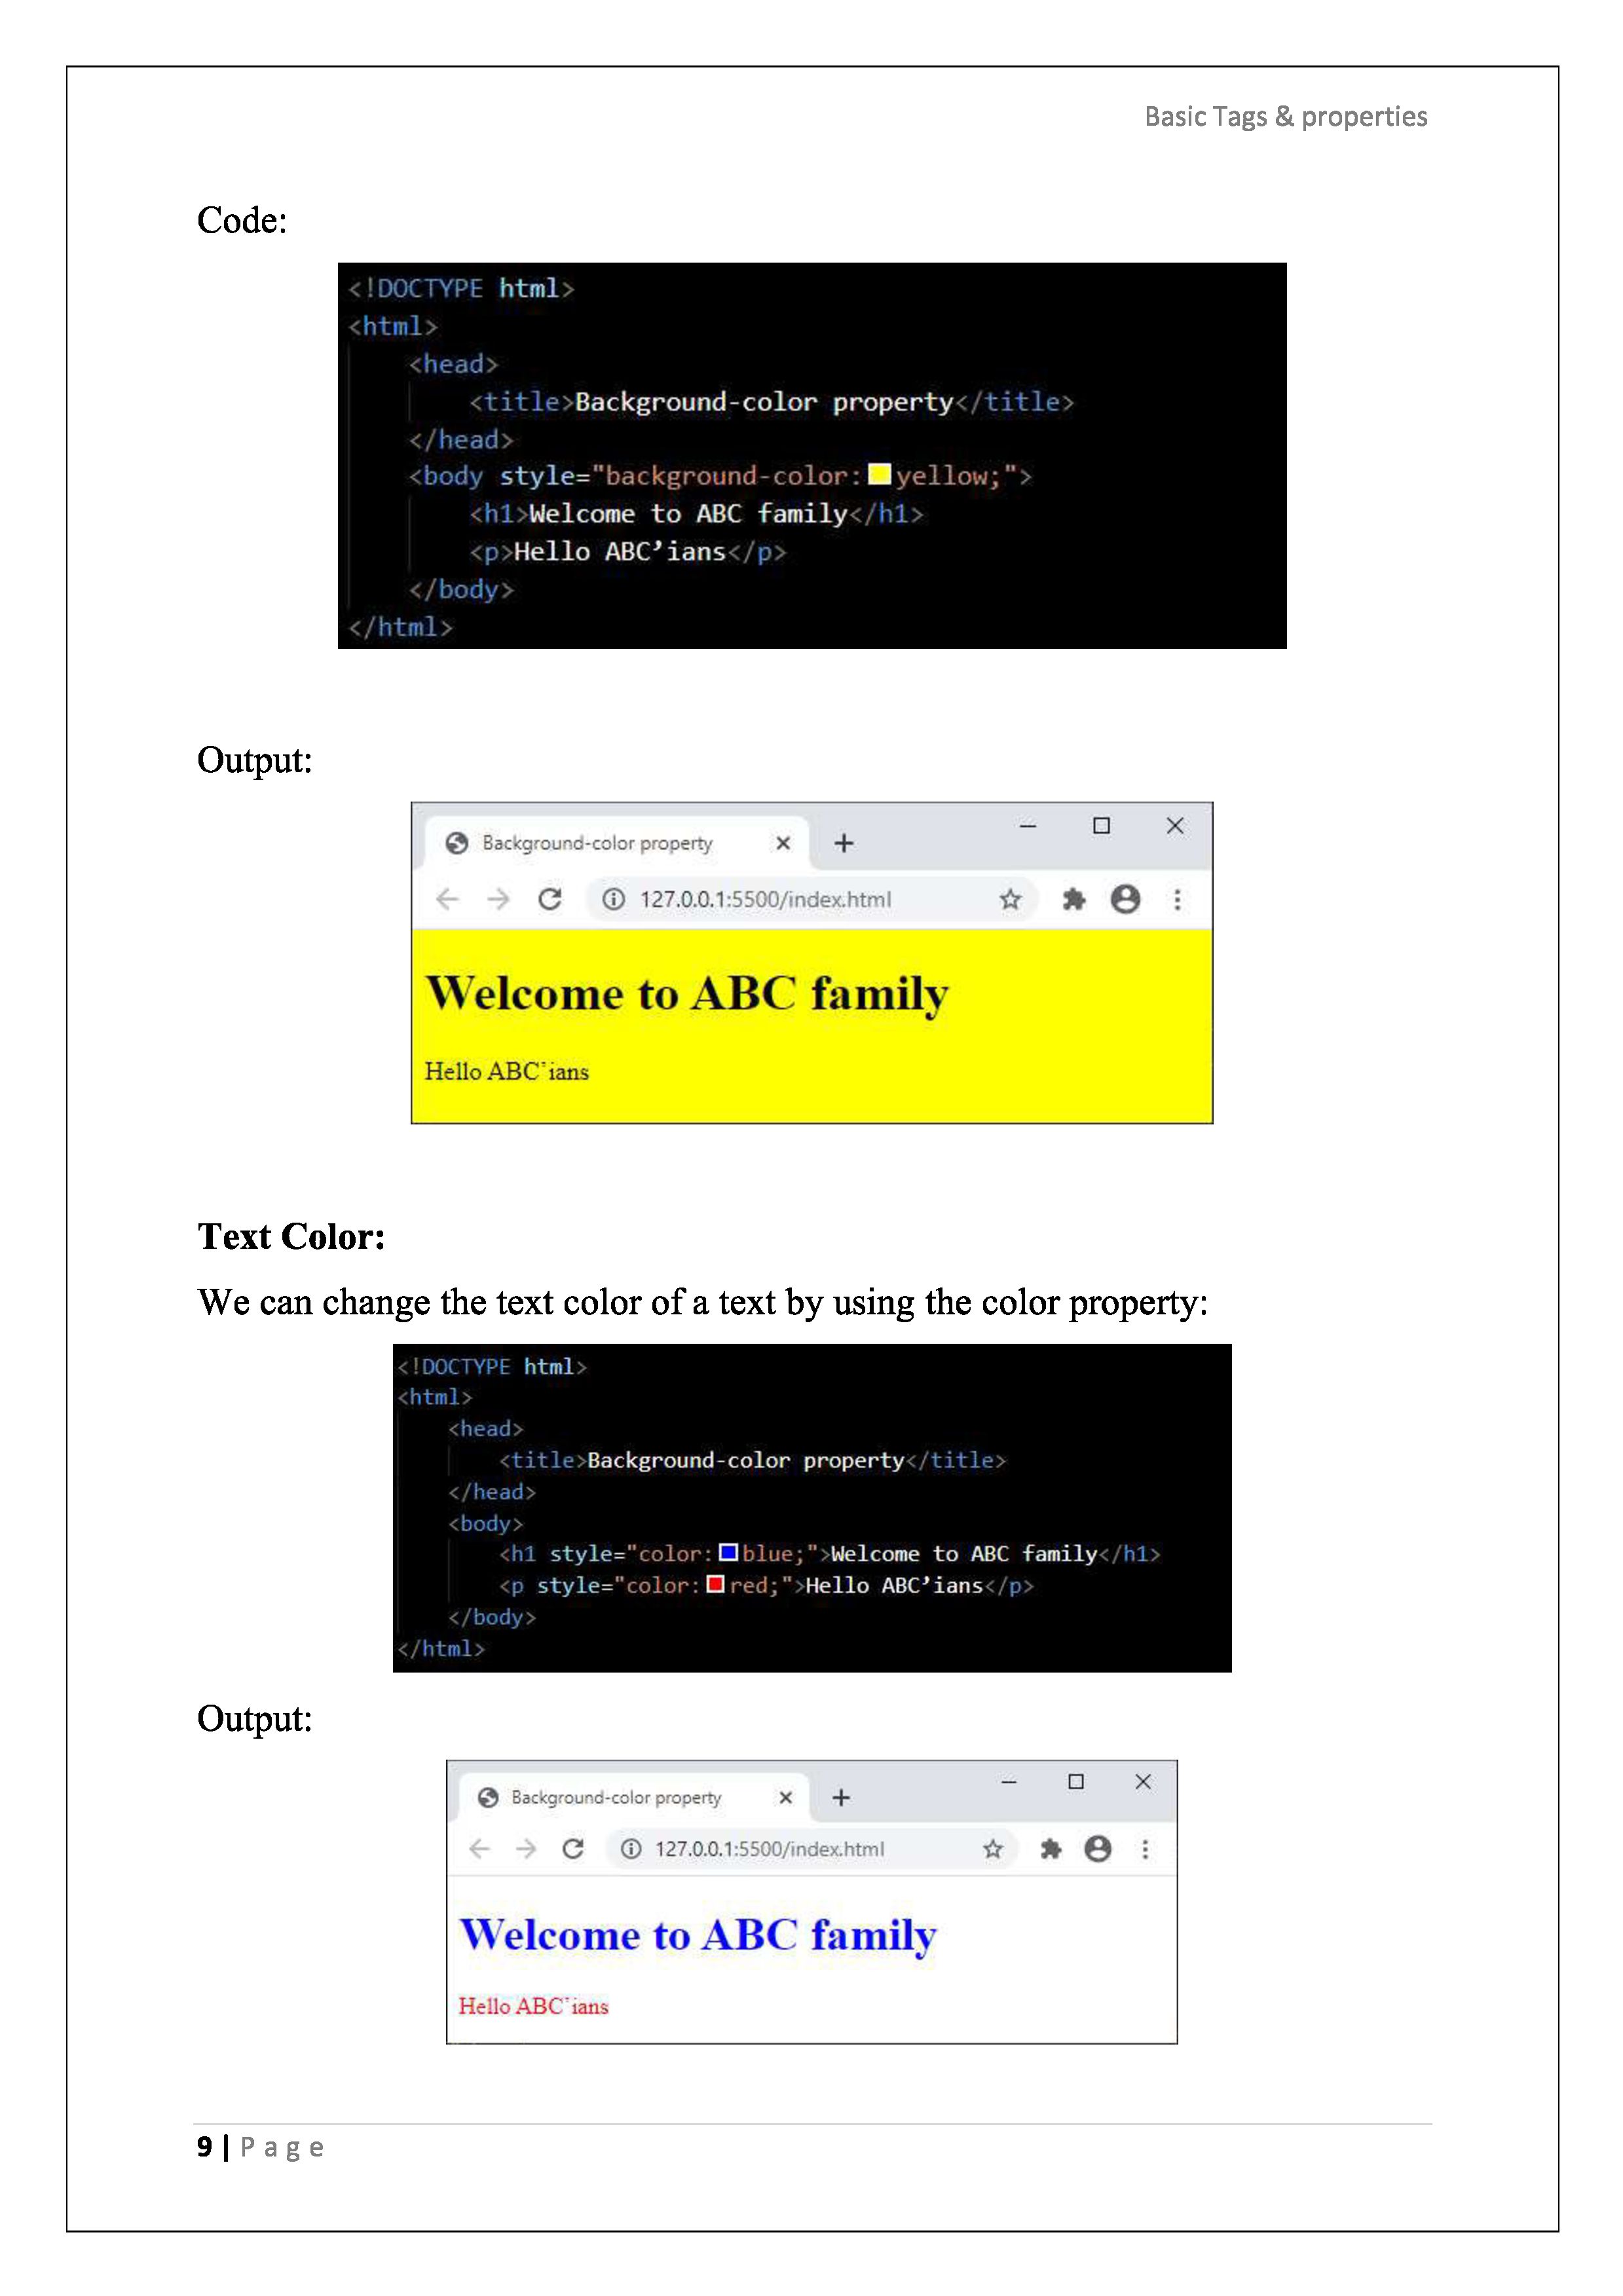 Basic Tags & properties
Code:
<!DOCTYPE html>
<html>
<head>
<title>Background-color property</title>
</head>
<body style="background-color:yellow;">
<h1>Welcome to ABC family</h1>
<p>Hello ABC’ians</p>
</body>
</html>
Output:
Background-color property
127.0.0.1:5500/index.html
Welcome to ABC family
Hello ABC’ians
Text Color:
We can change the text color of a text by using the color property:
<!DOCTYPE html>
<html>
<head>
<title>Background-color property</title>
</head>
<body>
<h1 style="color:blue;">Welcome to ABC family</h1>
<p style="color:red;">Hello ABC’ians</p>
</body>
</html>
Output:
Background-color property
127.0.0.1:5500/index.html
Welcome to ABC family
Hello ABC’ians
9 | Page